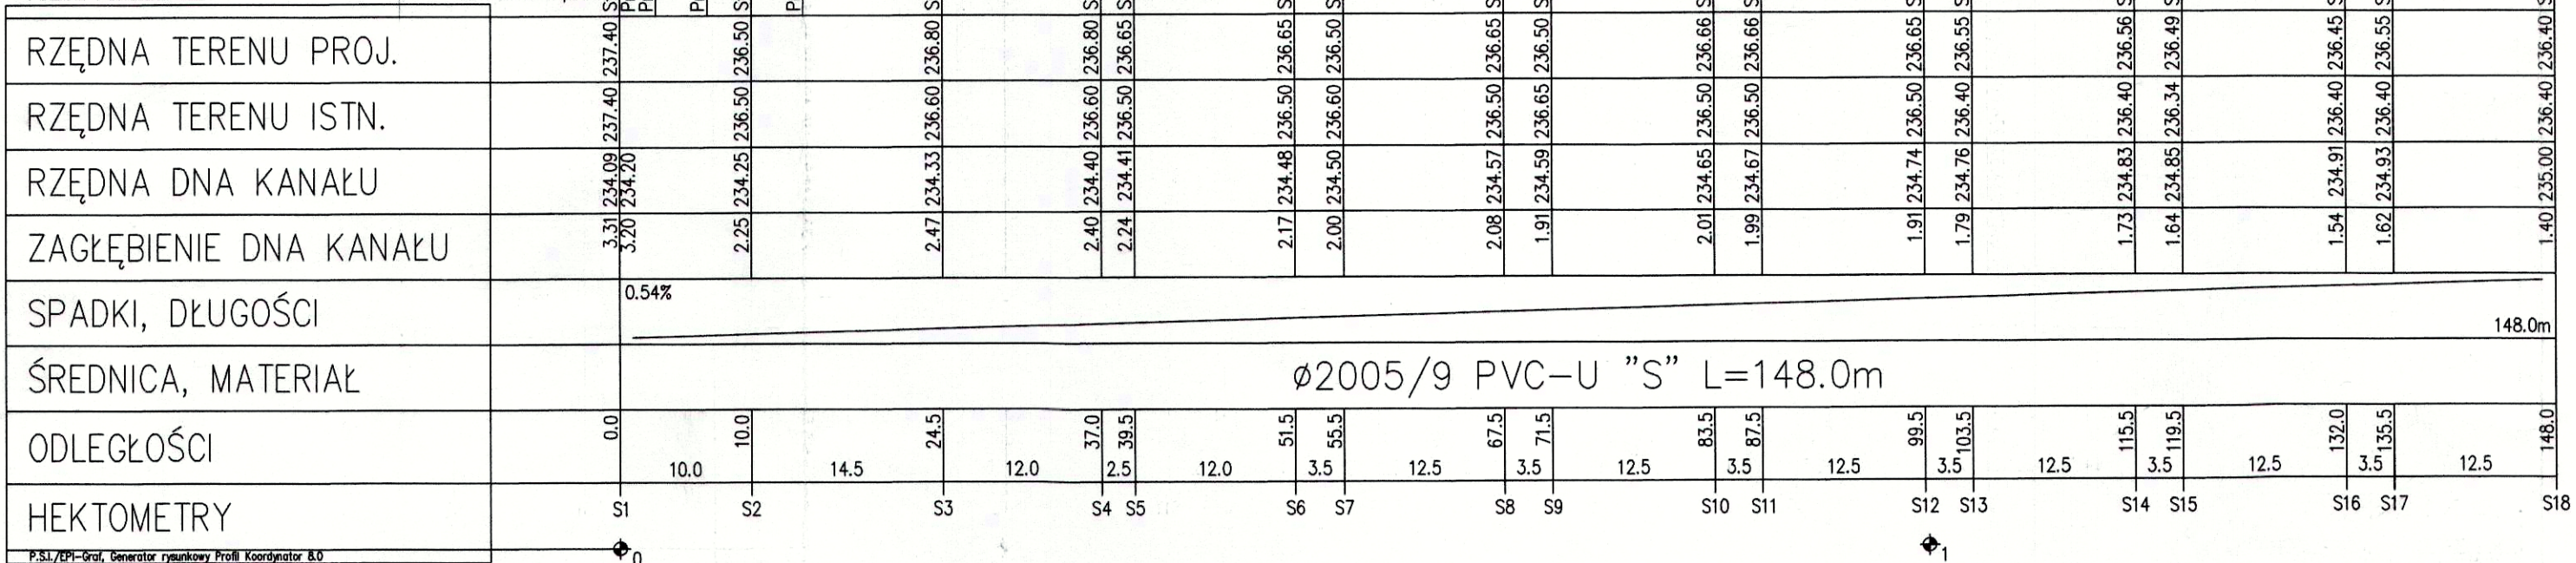 RZĘDNA TERENU PROJ. 237.40 236.50 236.80 236.80 236.65 236.65 236.50 236.65 236.50 236.66 236.66 236.65 236.55 236.56 236.49 236.45 236.55 236.40
RZĘDNA TERENU ISTN. 237.40 236.50 236.60 236.60 236.50 236.50 236.60 236.50 236.65 236.50 236.50 236.50 236.40 236.40 236.34 236.40 236.40 236.40
RZĘDNA DNA KANAŁU 234.09 234.20 234.25 234.33 234.40 234.41 234.48 234.50 234.57 234.59 234.65 234.67 234.74 234.76 234.83 234.85 234.91 234.93 235.00
ZAGŁĘBIENIE DNA KANAŁU 3.31 3.20 2.25 2.47 2.40 2.24 2.17 2.00 2.08 1.91 2.01 1.99 1.91 1.79 1.73 1.64 1.54 1.62 1.40
SPADKI, DŁUGOŚCI 0.54% 148.0m
ŚREDNICA, MATERIAŁ ø2005/9 PVC-U "S" L=148.0m
ODLEGŁOŚCI 0.0 10.0 24.5 37.0 39.5 51.5 55.5 67.5 71.5 83.5 87.5 99.5 103.5 115.5 119.5 132.0 135.5 148.0
10.0 14.5 12.0 2.5 12.0 3.5 12.5 3.5 12.5 3.5 12.5 3.5 12.5 3.5 12.5 3.5 12.5
HEKTOMETRY S1 S2 S3 S4 S5 S6 S7 S8 S9 S10 S11 S12 S13 S14 S15 S16 S17 S18
0 1
P.S.I./EPI-Graf, Generator rysunkowy Profil Koordynator 8.0